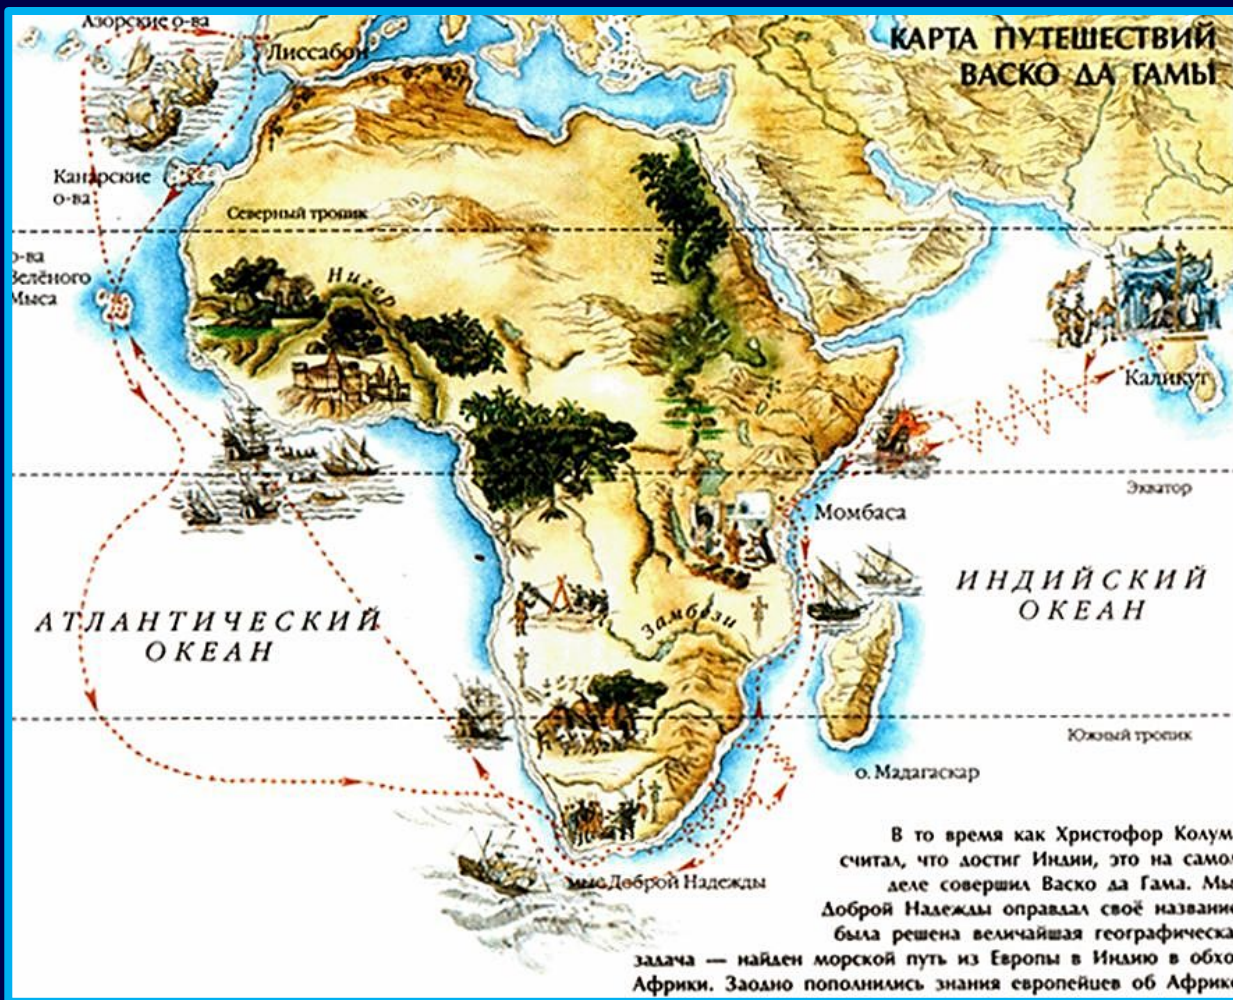 КАРТА ПУТЕШЕСТВИЙ
ВАСКО ДА ГАМЫ
Азорские о-ва
Лиссабон
Канарские
о-ва
Северный тропик
о-ва
Зелёного
Мыса
Нигер
Нил
Каликут
Экватор
Момбаса
ИНДИЙСКИЙ
ОКЕАН
АТЛАНТИЧЕСКИЙ
ОКЕАН
Замбези
Южный тропик
о. Мадагаскар
мыс Доброй Надежды
В то время как Христофор Колум
считал, что достиг Индии, это на само
деле совершил Васко да Гама. Мы
Доброй Надежды оправдал своё название
была решена величайшая географическа
задача — найден морской путь из Европы в Индию в обхо
Африки. Заодно пополнились знания европейцев об Африк